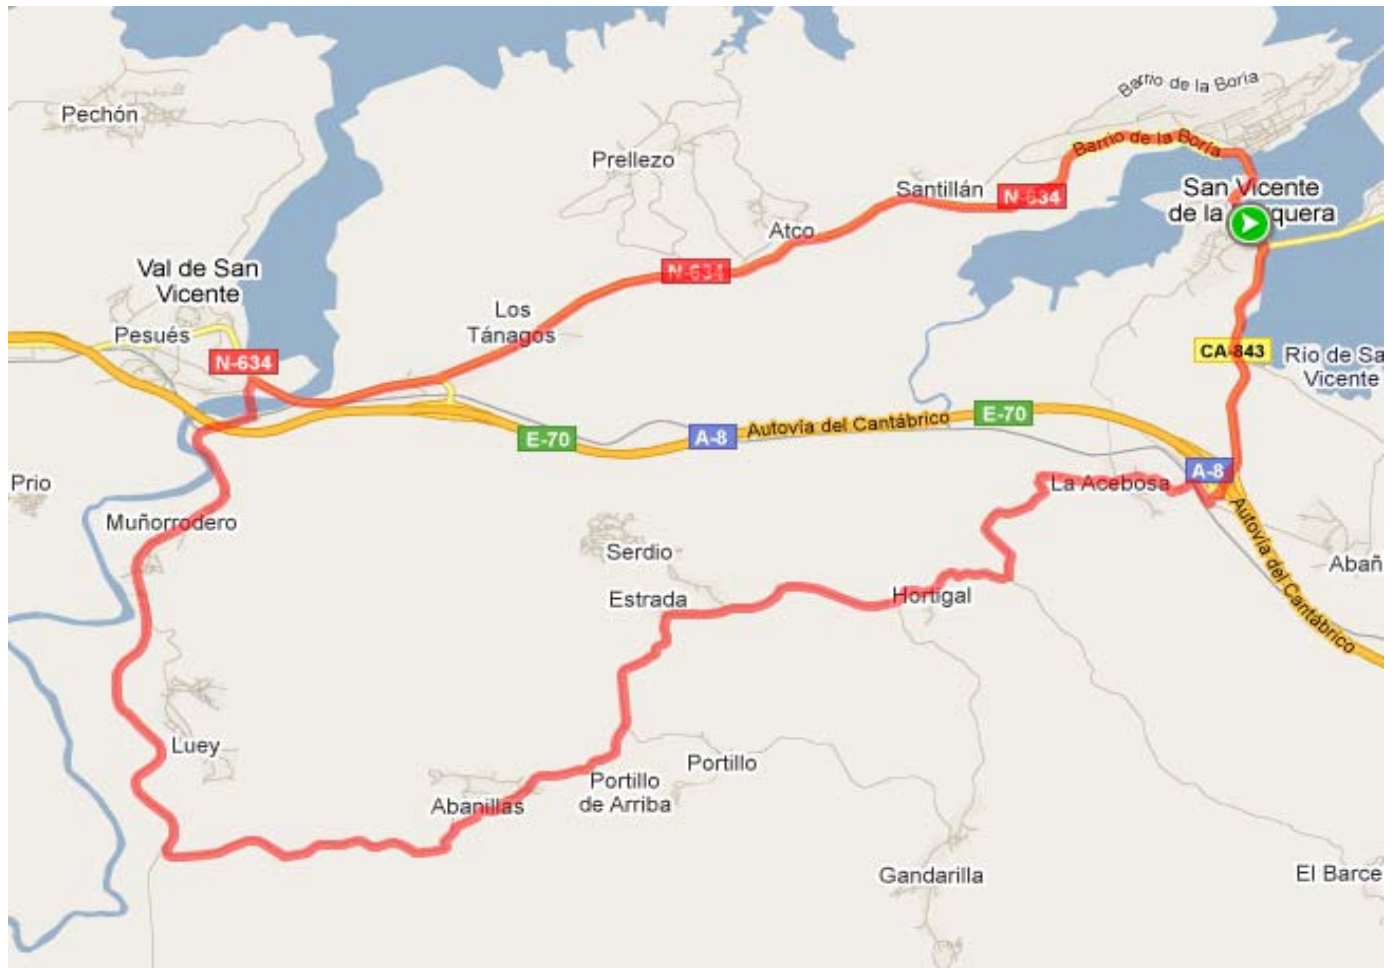 Barrio de la Boría
Pechón
Barrio de la Boría
Prellezo
Santillán
N-634
San Vicente
de la
quera
Atco
Val de San
Vicente
N-634
Los
Tánagos
Pesués
N-634
CA-843
Río de Sa
Vicente
E-70
A-8
Autovía del Cantábrico
E-70
A-8
Prio
La Acebosa
Muñorrodero
Autovía del Cantábrico
Serdio
Abañ
Estrada
Hortigal
Luey
Portillo
Portillo
de Arriba
Abanillas
Gandarilla
El Barce